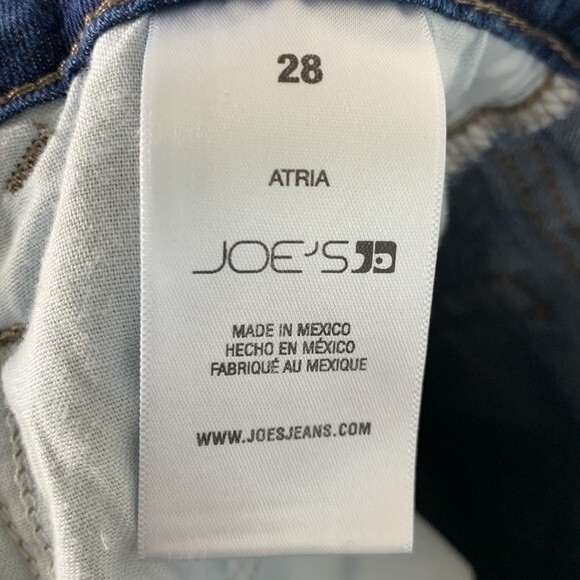 28
ATRIA
JOE'S
MADE IN MEXICO
HECHO EN MÉXICO
FABRIQUÉ AU MEXIQUE
WWW.JOESJEANS.COM